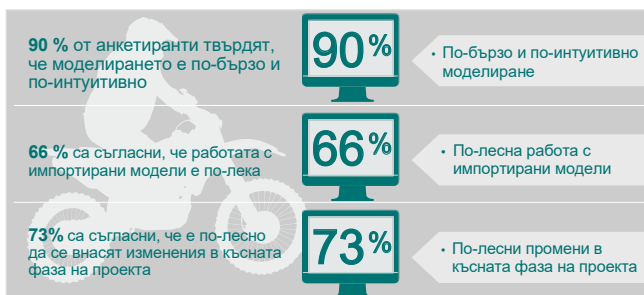 90 % от анкетиранти твърдят,
че моделирането е по-бързо и
по-интуитивно
90%
• По-бързо и по-интуитивно
моделиране
66 % са съгласни, че работата с
импортирани модели е по-лека
66%
• По-лесна работа с
импортирани модели
73% са съгласни, че е по-лесно
да се внасят изменения в късната
фаза на проекта
73%
• По-лесни промени в
късната фаза на проекта